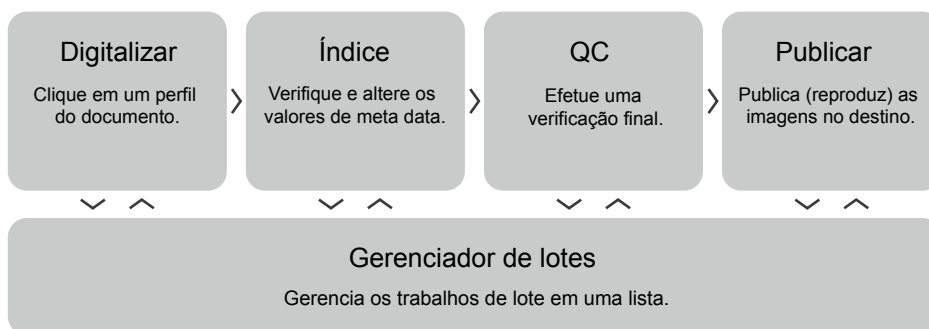 Digitalizar
Clique em um perfil
do documento.
Índice
Verifique e altere os
valores de meta data.
QC
Efetue uma
verificação final.
Publicar
Publica (reproduz) as
imagens no destino.
Gerenciador de lotes
Gerencia os trabalhos de lote em uma lista.